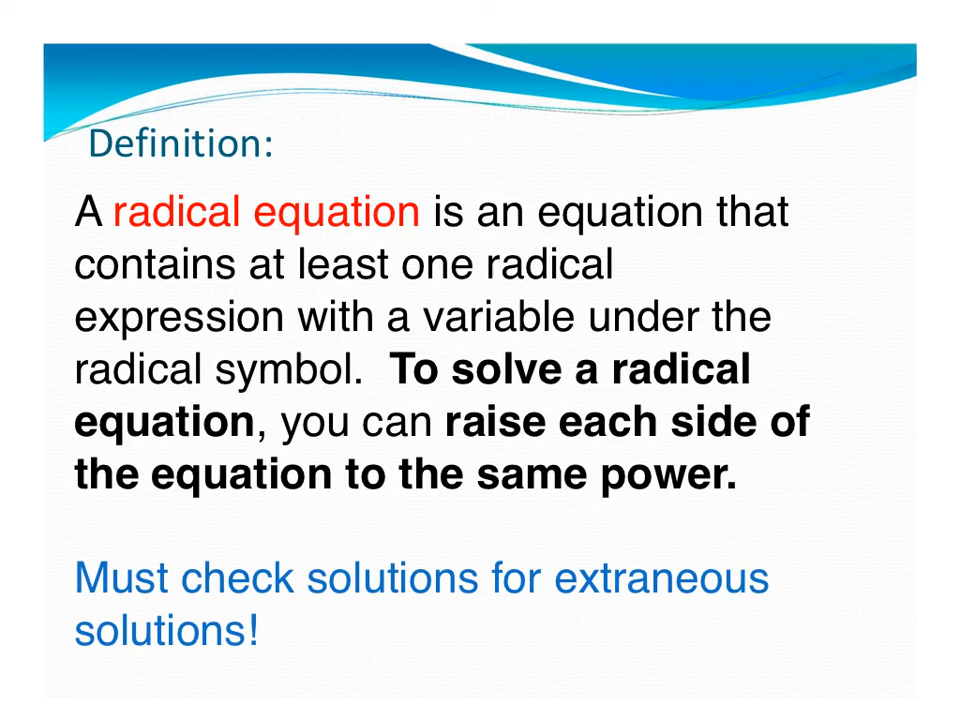 Definition:
A radical equation is an equation that
contains at least one radical
expression with a variable under the
radical symbol.  To solve a radical
equation, you can raise each side of
the equation to the same power.
Must check solutions for extraneous
solutions!